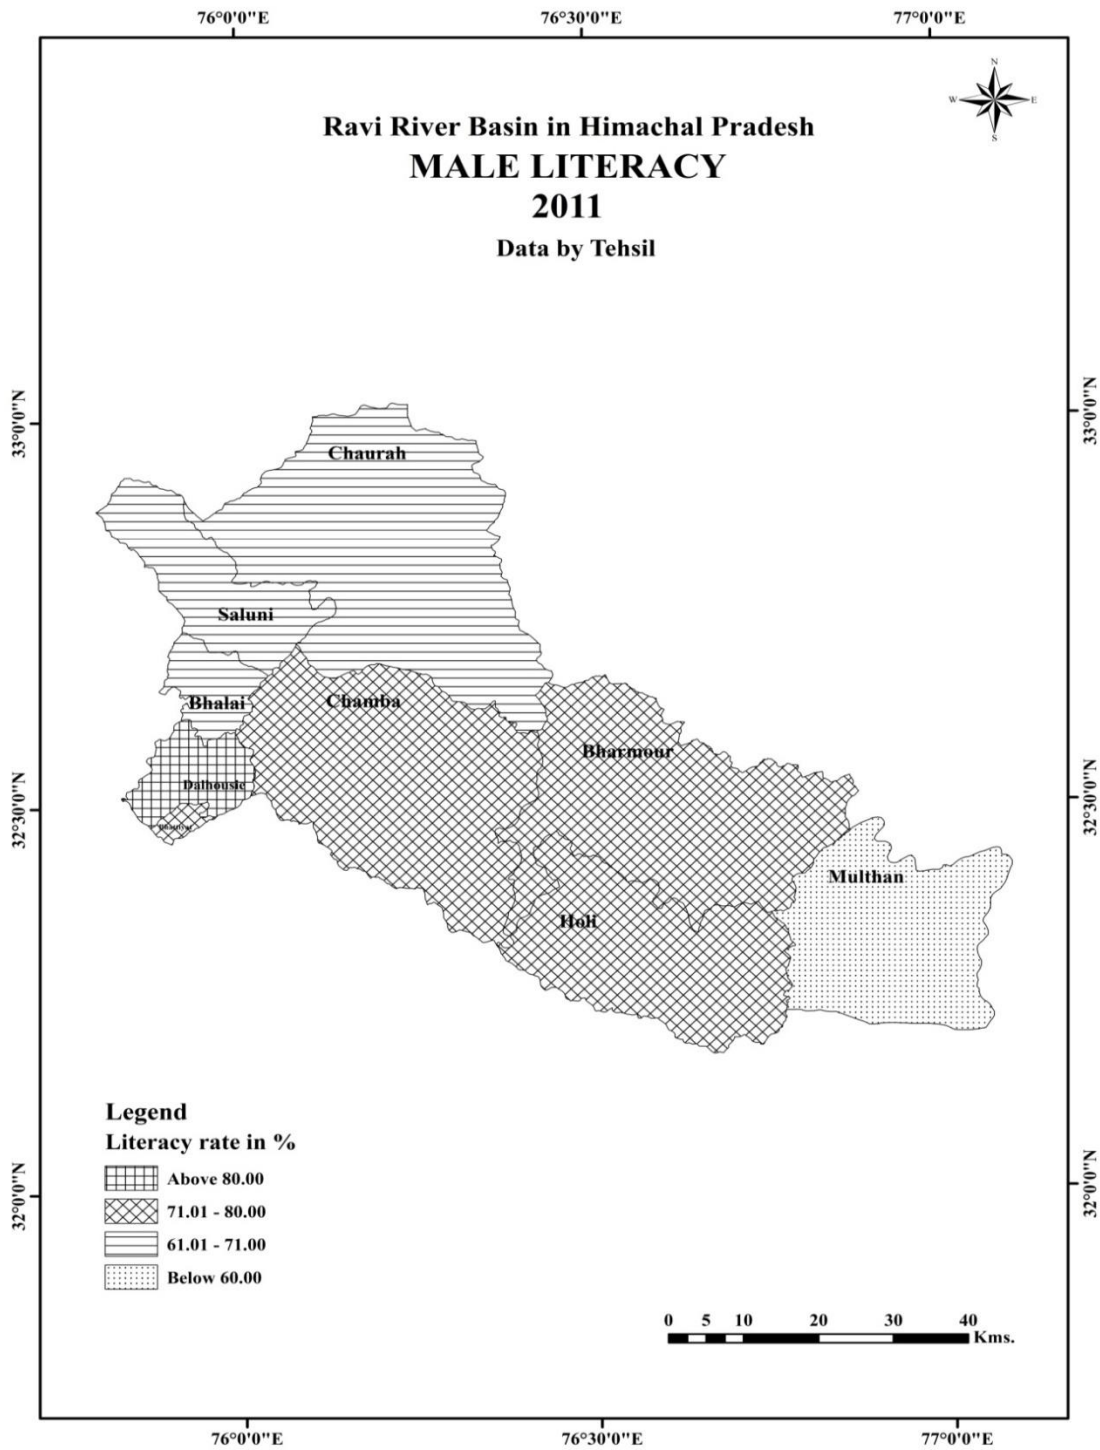 76°0'0"E 76°30'0"E 77°0'0"E
N
W E
S
Ravi River Basin in Himachal Pradesh
MALE LITERACY
2011
Data by Tehsil
33°0'0"N 33°0'0"N
Chaurah
Saluni
Bhalai
Chamba
Bharmour
Dalhousie
32°30'0"N 32°30'0"N
Multhan
Holi
Legend
Literacy rate in %
Above 80.00
71.01 - 80.00
61.01 - 71.00
Below 60.00
32°0'0"N 32°0'0"N
0 5 10 20 30 40
Kms.
76°0'0"E 76°30'0"E 77°0'0"E